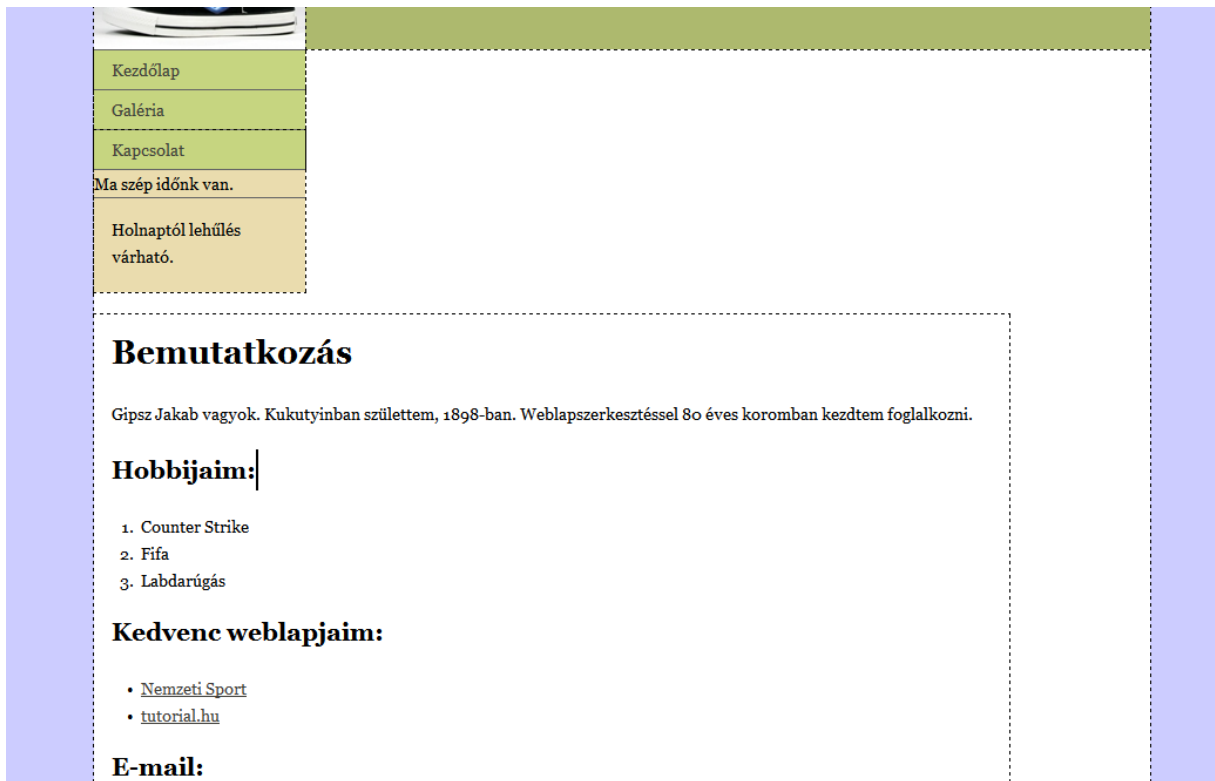 Kezdőlap
Galéria
Kapcsolat
Ma szép időnk van.
Holnaptól lehűlés
várható.
Bemutatkozás
Gipsz Jakab vagyok. Kukutyinban születtem, 1898-ban. Weblapszerkesztéssel 80 éves koromban kezdtem foglalkozni.
Hobbijaim:
1. Counter Strike
2. Fifa
3. Labdarúgás
Kedvenc weblapjaim:
• Nemzeti Sport
• tutorial.hu
E-mail: